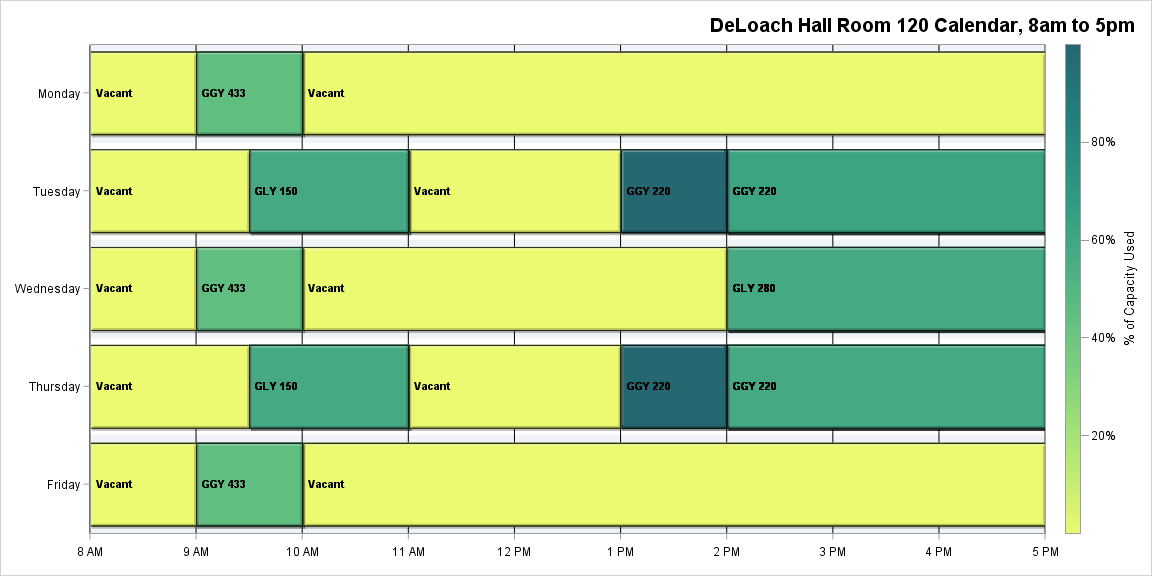 DeLoach Hall Room 120 Calendar, 8am to 5pm
Monday
Vacant
GGY 433
Vacant
Tuesday
Vacant
GLY 150
Vacant
GGY 220
GGY 220
Wednesday
Vacant
GGY 433
Vacant
GLY 280
Thursday
Vacant
GLY 150
Vacant
GGY 220
GGY 220
Friday
Vacant
GGY 433
Vacant
8 AM
9 AM
10 AM
11 AM
12 PM
1 PM
2 PM
3 PM
4 PM
5 PM
80%
60%
40%
20%
% of Capacity Used